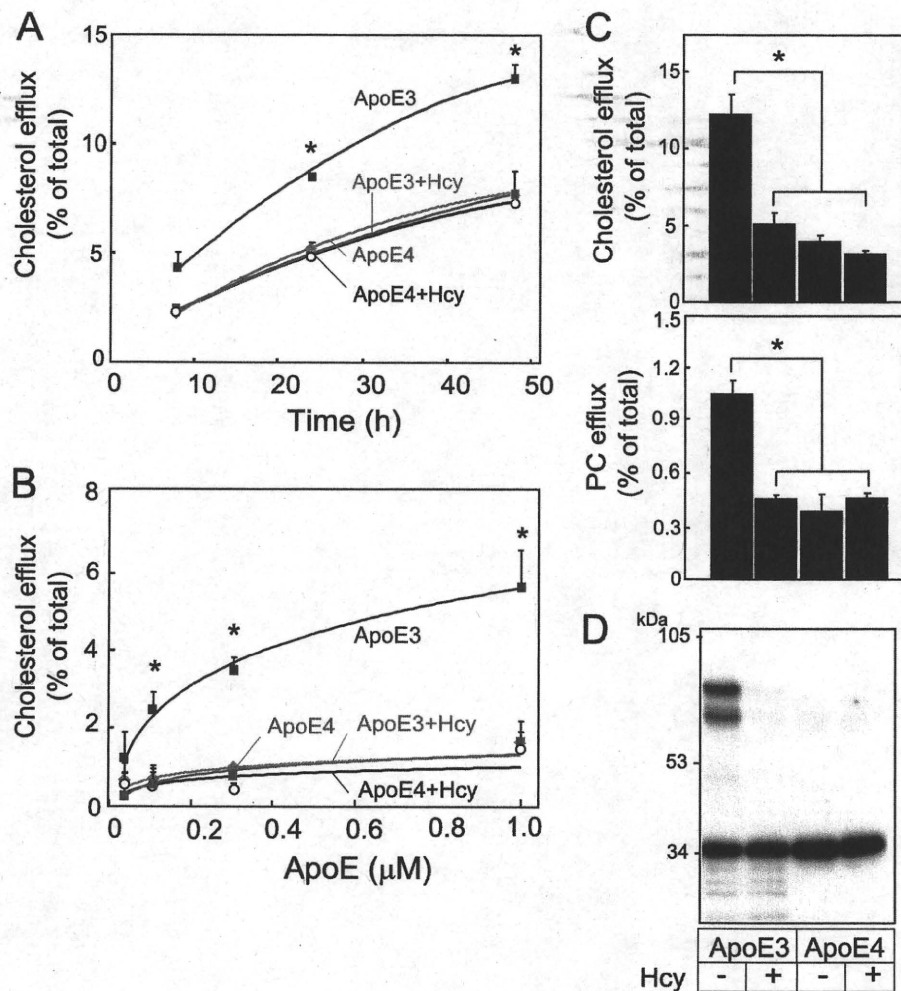 A
Cholesterol efflux
(% of total)
15
10
5
0
ApoE3
*
*
ApoE3+Hcy
ApoE4
ApoE4+Hcy
0 10 20 30 40 50
Time (h)
B
Cholesterol efflux
(% of total)
8
6
4
2
0
*
*
*
ApoE3
ApoE4
ApoE3+Hcy
ApoE4+Hcy
0 0.2 0.4 0.6 0.8 1.0
ApoE (μM)
C
Cholesterol efflux
(% of total)
15
10
5
0
*
PC efflux
(% of total)
1.5
1.2
0.9
0.6
0.3
0
*
D
kDa
105
53
34
ApoE3 ApoE4
Hcy - + - +